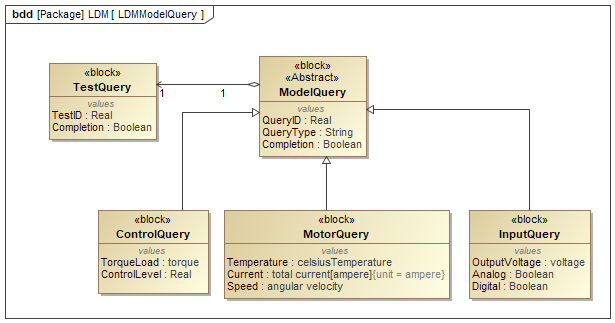 bdd [Package] LDM [ LDMModelQuery ]
«block»
TestQuery
values
TestID : Real
Completion : Boolean
1
1
«block»
«Abstract»
ModelQuery
values
QueryID : Real
QueryType : String
Completion : Boolean
«block»
ControlQuery
values
TorqueLoad : torque
ControlLevel : Real
«block»
MotorQuery
values
Temperature : celsiusTemperature
Current : total current[ampere]{unit = ampere}
Speed : angular velocity
«block»
InputQuery
values
OutputVoltage : voltage
Analog : Boolean
Digital : Boolean